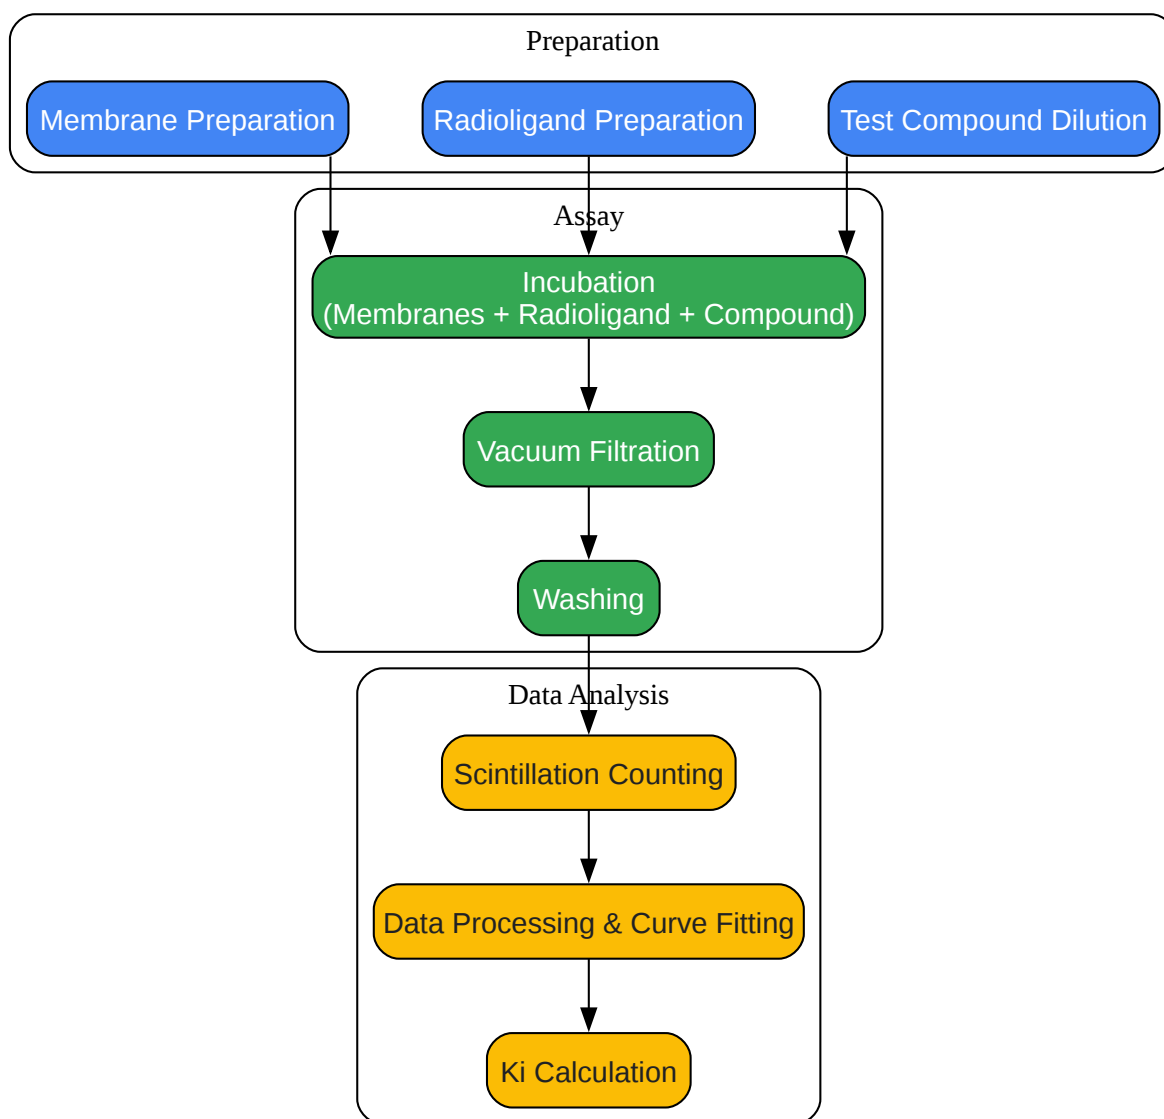 Preparation
Membrane Preparation
Radioligand Preparation
Test Compound Dilution
Assay
Incubation
(Membranes + Radioligand + Compound)
Vacuum Filtration
Washing
Data Analysis
Scintillation Counting
Data Processing & Curve Fitting
Ki Calculation